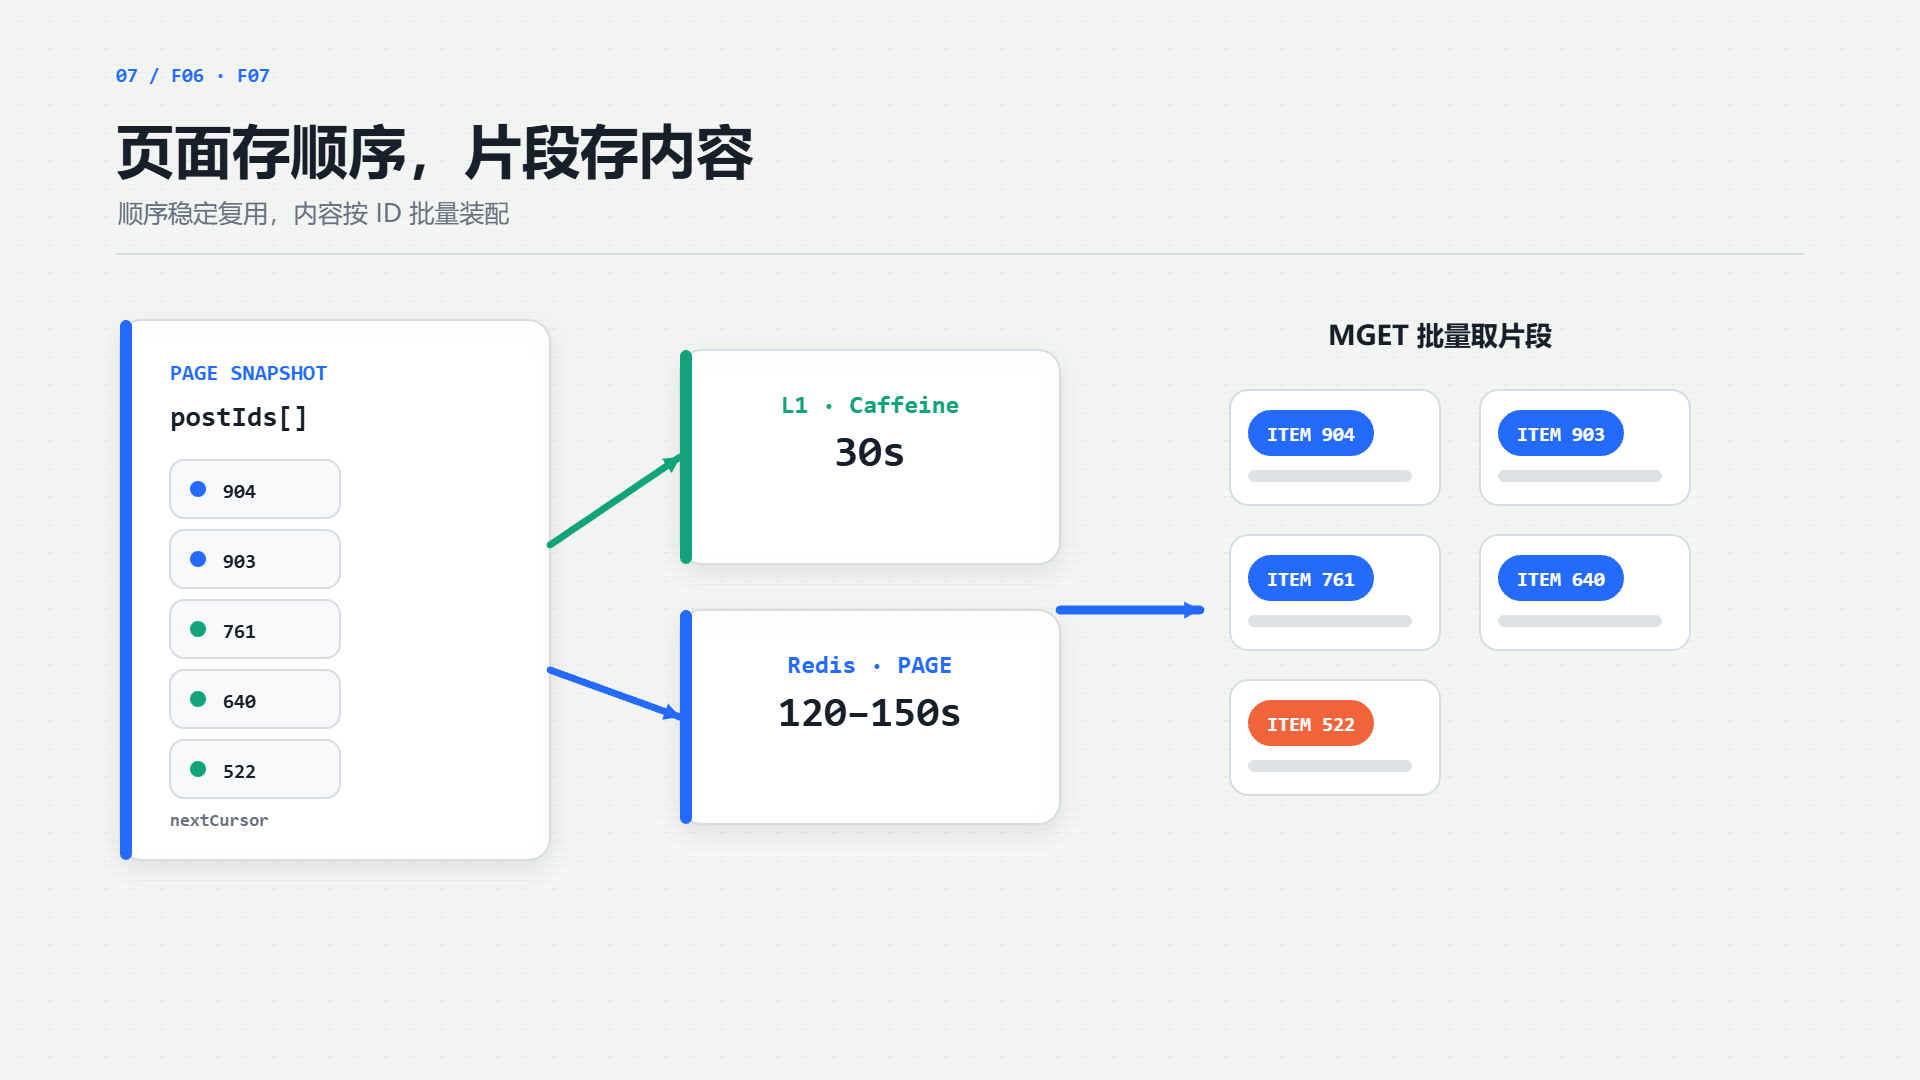 07 / F06 · F07
页面存顺序，片段存内容
顺序稳定复用，内容按 ID 批量装配
PAGE SNAPSHOT
postIds[]
904
903
761
640
522
nextCursor
L1 · Caffeine
30s
Redis · PAGE
120–150s
MGET 批量取片段
ITEM 904
ITEM 903
ITEM 761
ITEM 640
ITEM 522